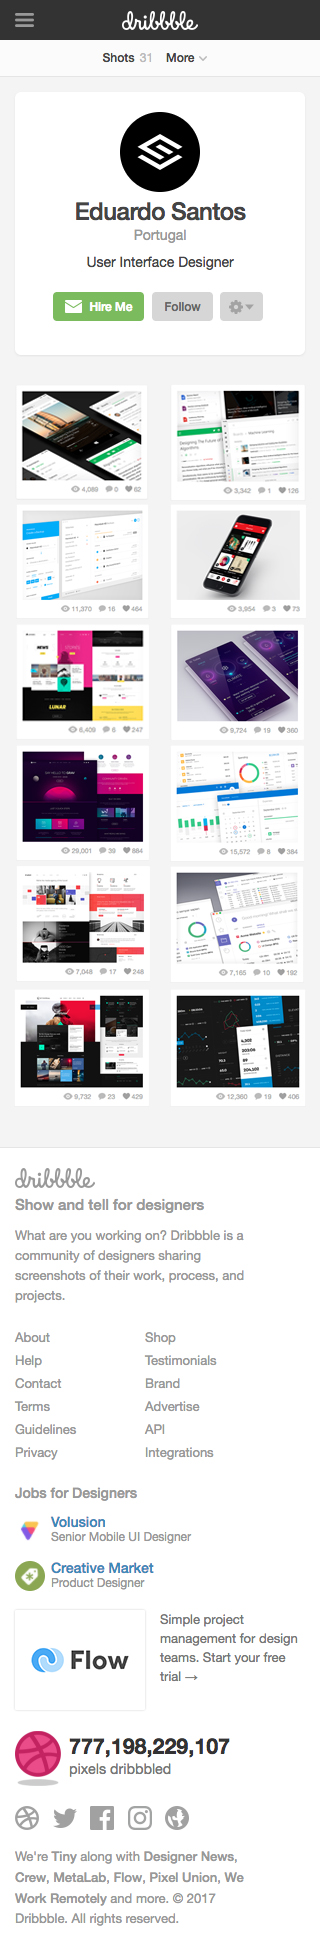 dribbble
Shots 31 More
Eduardo Santos
Portugal
User Interface Designer
Hire Me Follow
4,089 0 62
3,342 1 126
11,370 16 464
3,954 3 73
NEWS
LUNAR
6,409 6 247
9,724 19 360
29,001 39 884
15,572 6 384
7,048 17 248
7,165 10 192
9,732 23 429
12,360 19 406
dribbble
Show and tell for designers
What are you working on? Dribbble is a
community of designers sharing
screenshots of their work, process, and
projects.
About Shop
Help Testimonials
Contact Brand
Terms Advertise
Guidelines API
Privacy Integrations
Jobs for Designers
Volusion
Senior Mobile UI Designer
Creative Market
Product Designer
Flow
Simple project
management for design
teams. Start your free
trial →
777,198,229,107
pixels dribbbled
We're Tiny along with Designer News,
Crew, MetaLab, Flow, Pixel Union, We
Work Remotely and more. © 2017
Dribbble. All rights reserved.